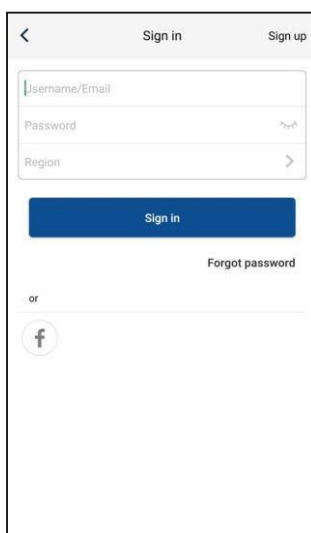 Sign in
Sign up
Username/Email
Password
Region
Sign in
Forgot password
or
f